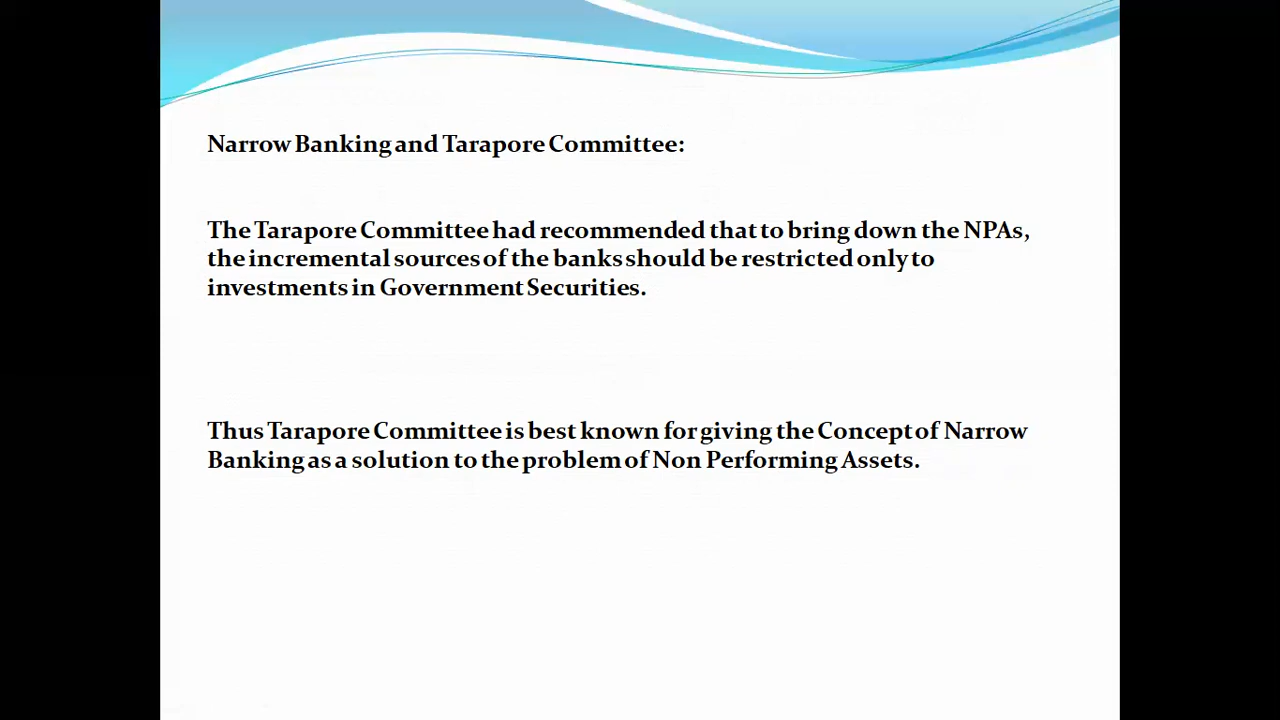 Narrow Banking and Tarapore Committee:
The Tarapore Committee had recommended that to bring down the NPAs,
the incremental sources of the banks should be restricted only to
investments in Government Securities.
Thus Tarapore Committee is best known for giving the Concept of Narrow
Banking as a solution to the problem of Non Performing Assets.